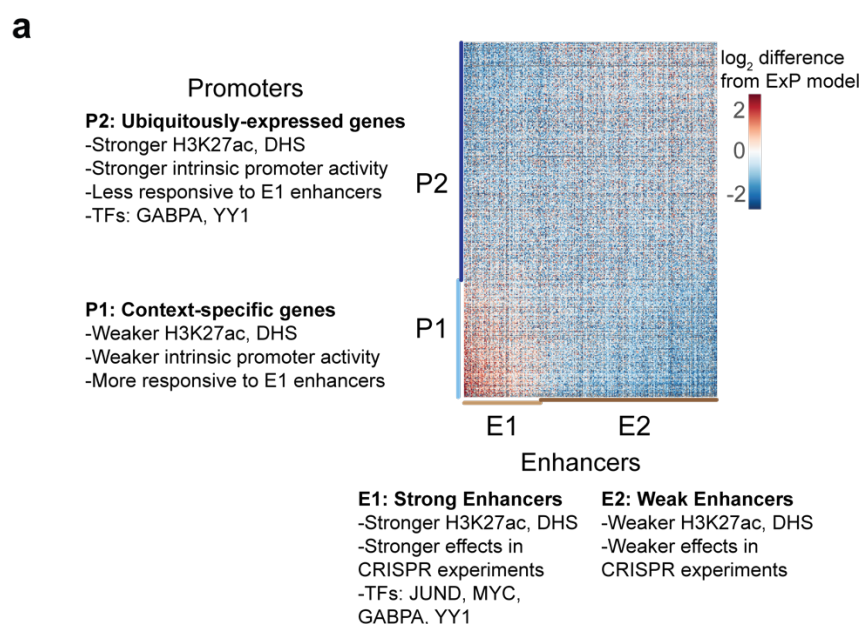 a
Promoters
P2: Ubiquitously-expressed genes
-Stronger H3K27ac, DHS
-Stronger intrinsic promoter activity
-Less responsive to E1 enhancers
-TFs: GABPA, YY1
P1: Context-specific genes
-Weaker H3K27ac, DHS
-Weaker intrinsic promoter activity
-More responsive to E1 enhancers
P2
P1
log₂ difference
from ExP model
2
0
-2
E1
E2
Enhancers
E1: Strong Enhancers
-Stronger H3K27ac, DHS
-Stronger effects in
CRISPR experiments
-TFs: JUND, MYC,
GABPA, YY1
E2: Weak Enhancers
-Weaker H3K27ac, DHS
-Weaker effects in
CRISPR experiments